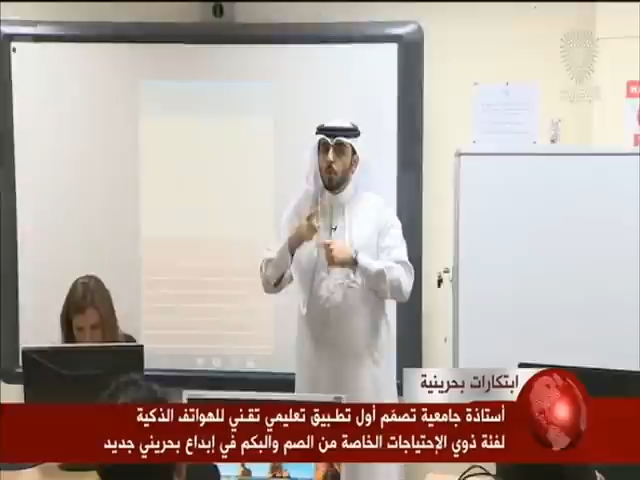 ابتكارات بحرينية
أستاذة جامعية تصمّم أول تطبيق تعليمي تقني للهواتف الذكية
لفئة ذوي الإحتياجات الخاصة من الصم والبكم في إبداع بحريني جديد